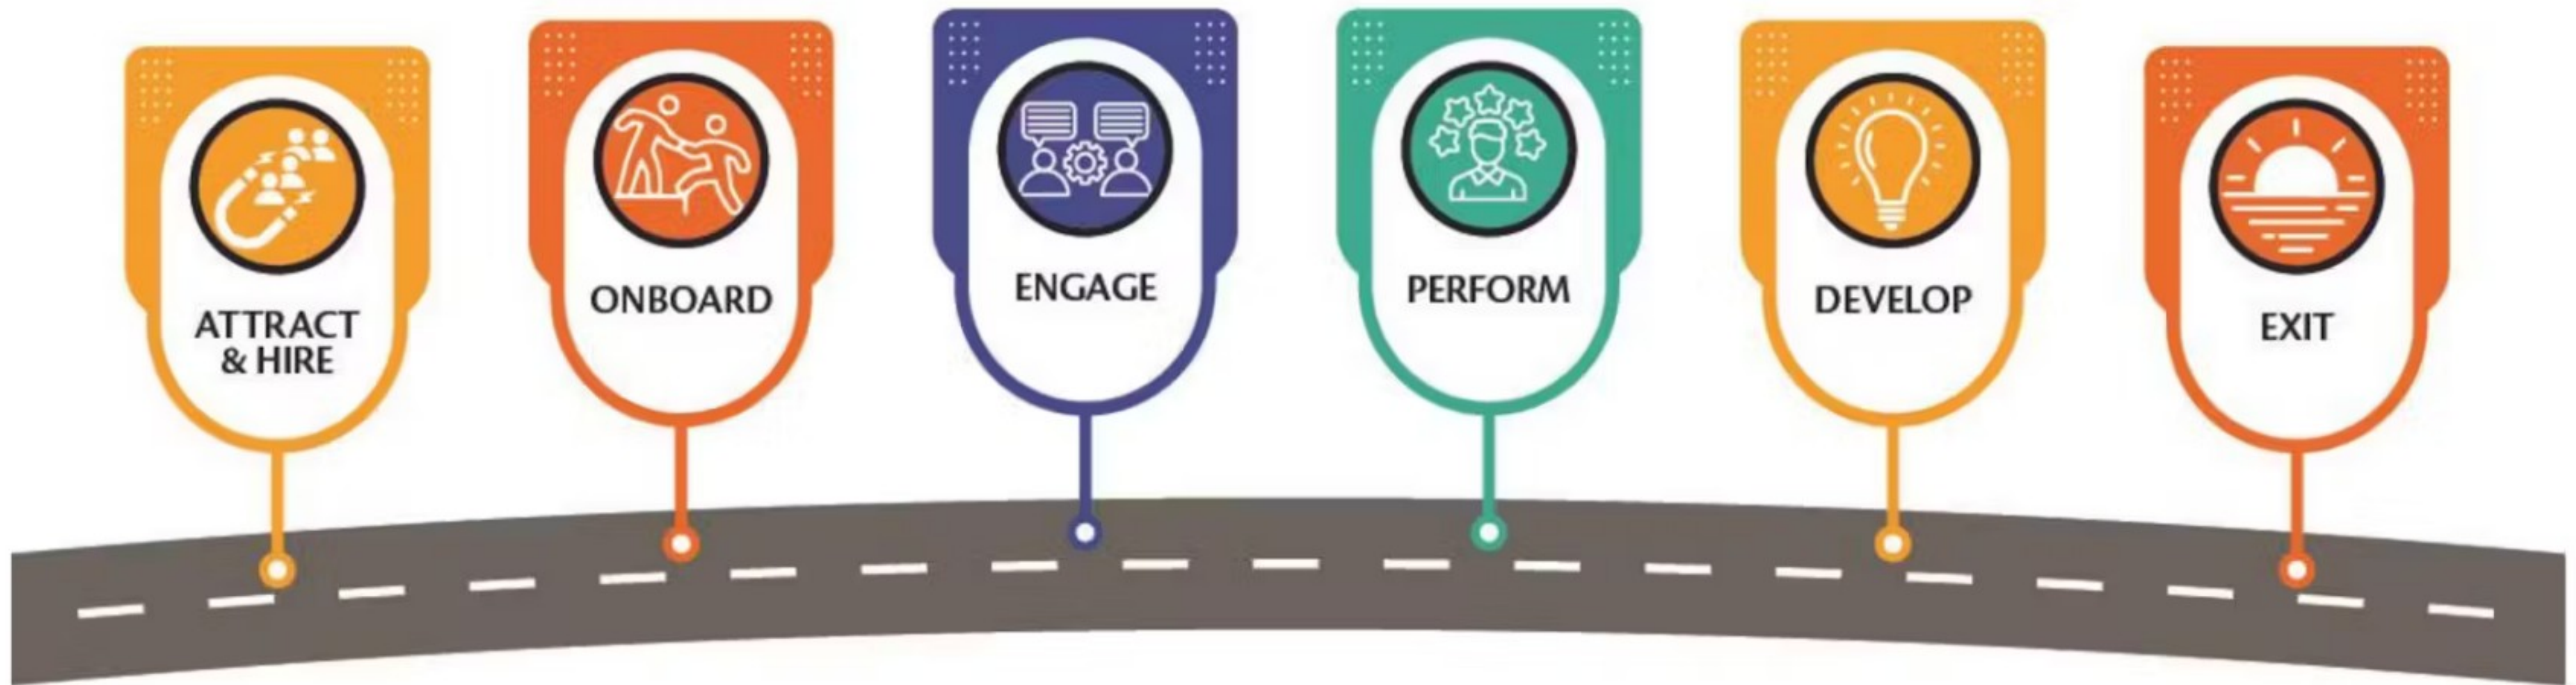 ATTRACT
& HIRE
ONBOARD
ENGAGE
PERFORM
DEVELOP
EXIT